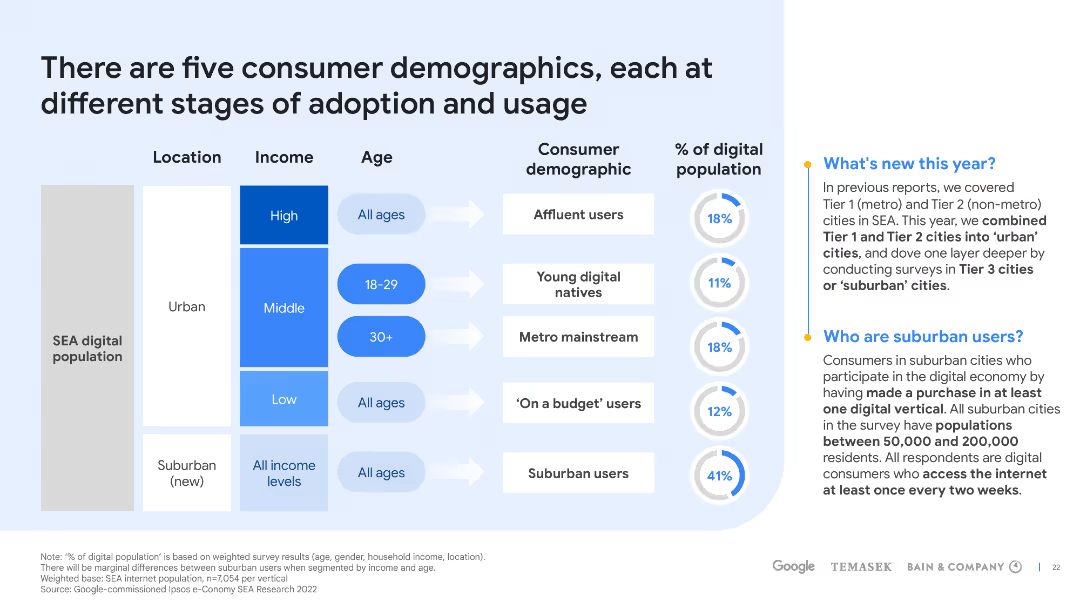 There are five consumer demographics, each at
different stages of adoption and usage
Location
Income
Age
Consumer
demographic
% of digital
population
SEA digital
population
Urban
High
All ages
Affluent users
18%
Middle
18-29
Young digital
natives
11%
30+
Metro mainstream
18%
Low
All ages
‘On a budget’ users
12%
Suburban
(new)
All income
levels
All ages
Suburban users
41%
What's new this year?
In previous reports, we covered
Tier 1 (metro) and Tier 2 (non-metro)
cities in SEA. This year, we combined
Tier 1 and Tier 2 cities into ‘urban’
cities, and dove one layer deeper by
conducting surveys in Tier 3 cities
or ‘suburban’ cities.
Who are suburban users?
Consumers in suburban cities who
participate in the digital economy by
having made a purchase in at least
one digital vertical. All suburban cities
in the survey have populations
between 50,000 and 200,000
residents. All respondents are digital
consumers who access the internet
at least once every two weeks.
Note: ‘% of digital population’ is based on weighted survey results (age, gender, household income, location).
There will be marginal differences between suburban users when segmented by income and age.
Weighted base: SEA internet population, n=7,054 per vertical
Source: Google-commissioned Ipsos e-Conomy SEA Research 2022
Google TEMASEK BAIN & COMPANY | 22